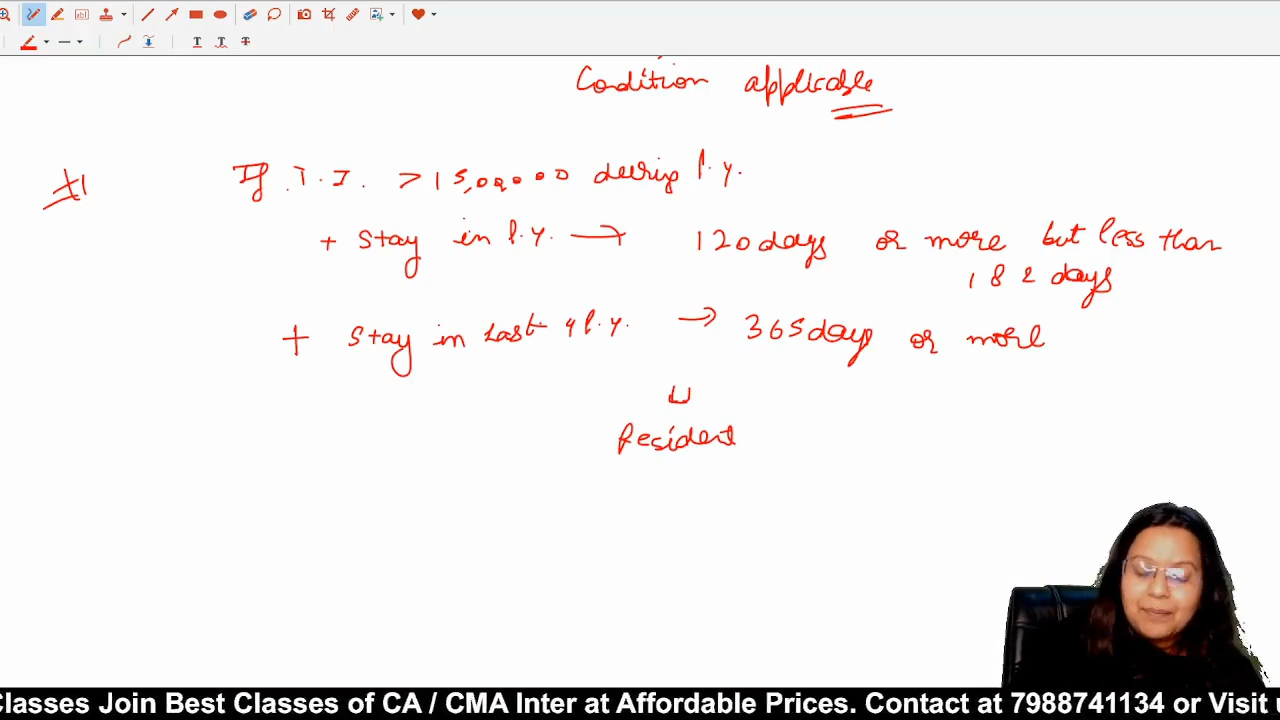 Condition applicable
If T.I. > 15,00,000 during P.Y.
+ Stay in P.Y. → 120 days or more but less than
182 days
+ Stay in Last 4 P.Y. → 365 days or more
Resident
Classes Join Best Classes of CA / CMA Inter at Affordable Prices. Contact at 7988741134 or Visit u